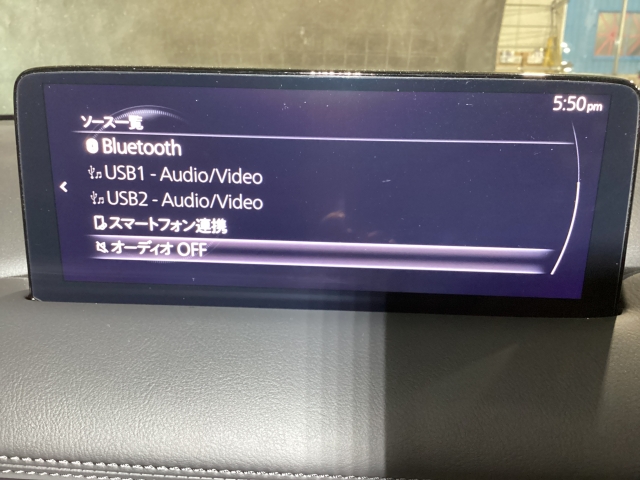 5:50pm
ソース一覧
Bluetooth
USB1 - Audio/Video
USB2 - Audio/Video
スマートフォン連携
オーディオ OFF